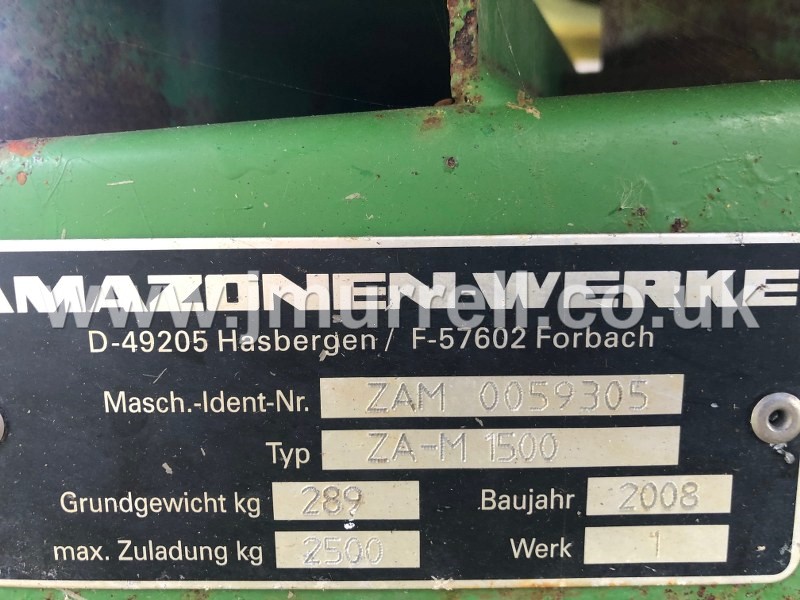 AMAZONEN-WERKE
www.jmurrell.co.uk
D-49205 Hasbergen / F-57602 Forbach
Masch.-Ident-Nr. ZAM 0059305
Typ ZA-M 1500
Grundgewicht kg 289 Baujahr 2008
max. Zuladung kg 2500 Werk 1